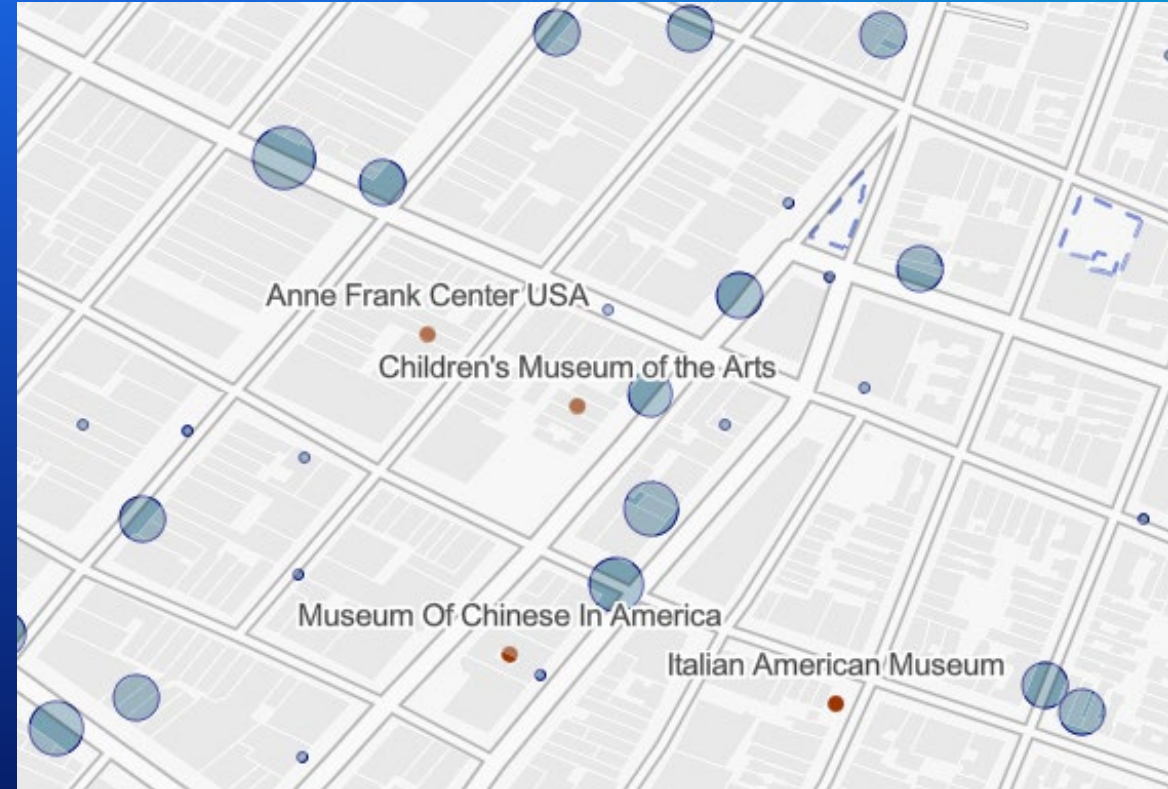 Anne Frank Center USA
Children's Museum of the Arts
Museum Of Chinese In America
Italian American Museum